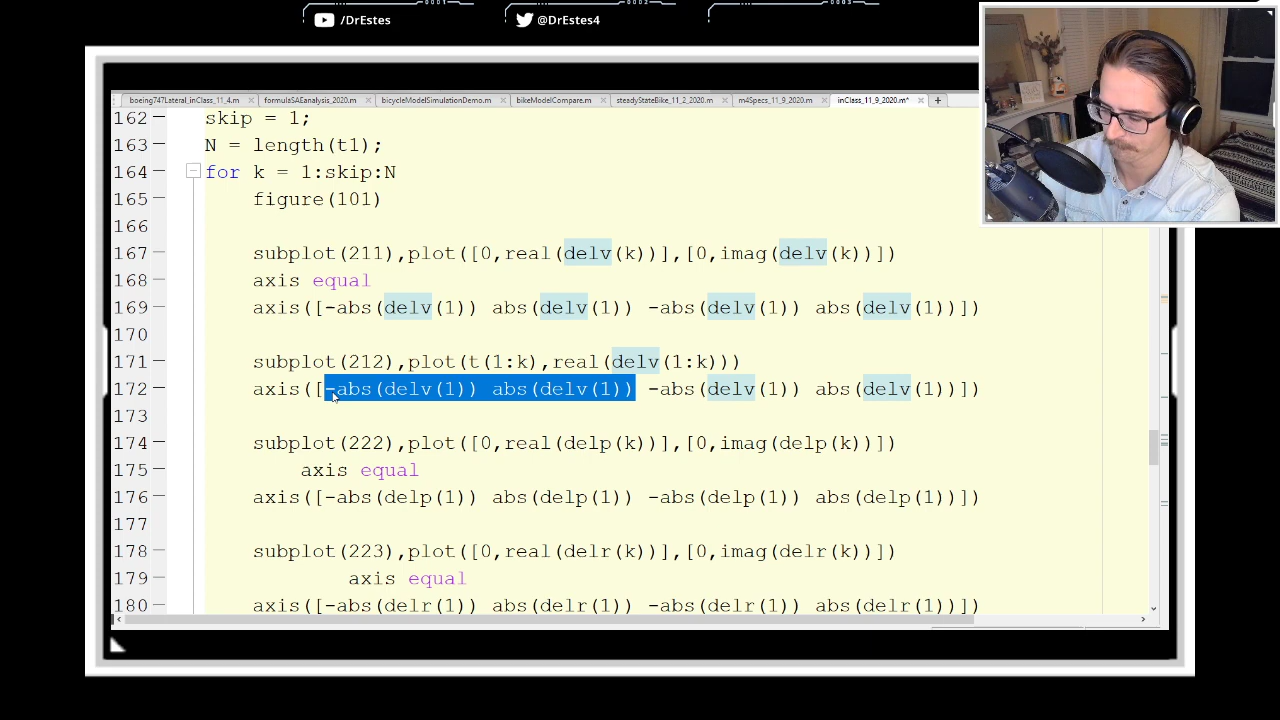 0001
0002
0003
/DrEstes
@DrEstes4
boeing747Lateral_inClass_11_4.m × formulaSAEanalysis_2020.m × bicycleModelSimulationDemo.m × bikeModelCompare.m × steadyStateBike_11_2_2020.m × m4Specs_11_9_2020.m × inClass_11_9_2020.m* × +
162 skip = 1;
163 N = length(t1);
164 for k = 1:skip:N
165 figure(101)
166
167 subplot(211),plot([0,real(delv(k))],[0,imag(delv(k))])
168 axis equal
169 axis([-abs(delv(1)) abs(delv(1)) -abs(delv(1)) abs(delv(1))])
170
171 subplot(212),plot(t(1:k),real(delv(1:k)))
172 axis([-abs(delv(1)) abs(delv(1)) -abs(delv(1)) abs(delv(1))])
173
174 subplot(222),plot([0,real(delp(k))],[0,imag(delp(k))])
175 axis equal
176 axis([-abs(delp(1)) abs(delp(1)) -abs(delp(1)) abs(delp(1))])
177
178 subplot(223),plot([0,real(delr(k))],[0,imag(delr(k))])
179 axis equal
180 axis([-abs(delr(1)) abs(delr(1)) -abs(delr(1)) abs(delr(1))])